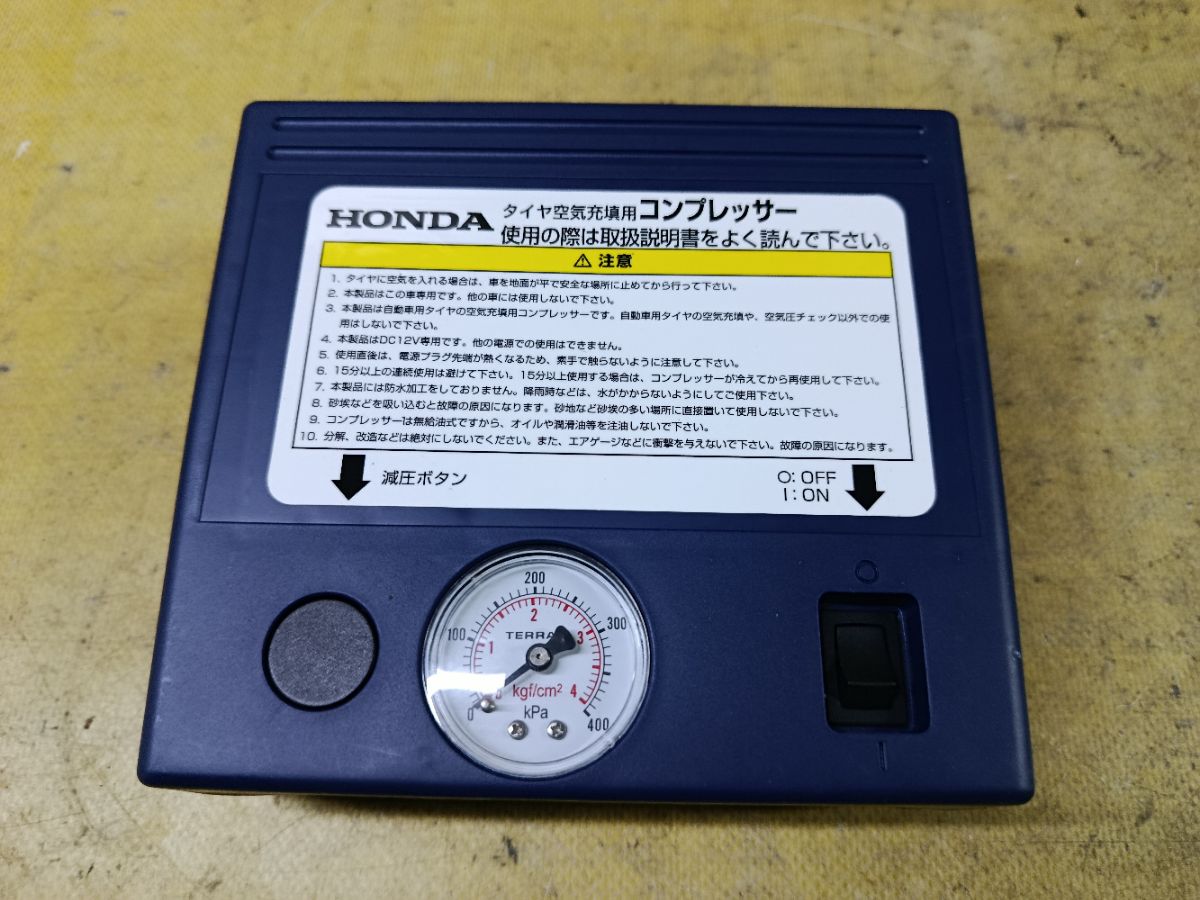 HONDA タイヤ空気充填用コンプレッサー
使用の際は取扱説明書をよく読んで下さい。
⚠ 注意
1. タイヤに空気を入れる場合は、車を地面が平で安全な場所に止めてから行って下さい。
2. 本製品はこの車専用です。他の車には使用しないで下さい。
3. 本製品は自動車用タイヤの空気充填用コンプレッサーです。自動車用タイヤの空気充填や、空気圧チェック以外での使
用はしないで下さい。
4. 本製品はDC12V専用です。他の電源での使用はできません。
5. 使用直後は、電源プラグ先端が熱くなるため、素手で触らないように注意して下さい。
6. 15分以上の連続使用は避けて下さい。15分以上使用する場合は、コンプレッサーが冷えてから再使用して下さい。
7. 本製品には防水加工をしておりません。降雨時などは、水がかからないようにしてご使用下さい。
8. 砂埃などを吸い込むと故障の原因になります。砂地など砂埃の多い場所に直接置いて使用しないで下さい。
9. コンプレッサーは無給油式ですから、オイルや潤滑油等を注油しないで下さい。
10. 分解、改造などは絶対にしないでください。また、エアゲージなどに衝撃を与えないで下さい。故障の原因になります。
減圧ボタン
O: OFF
I: ON
200
100 2 300
1 TERRA 3
0 kgf/cm² 4
0 kPa 400